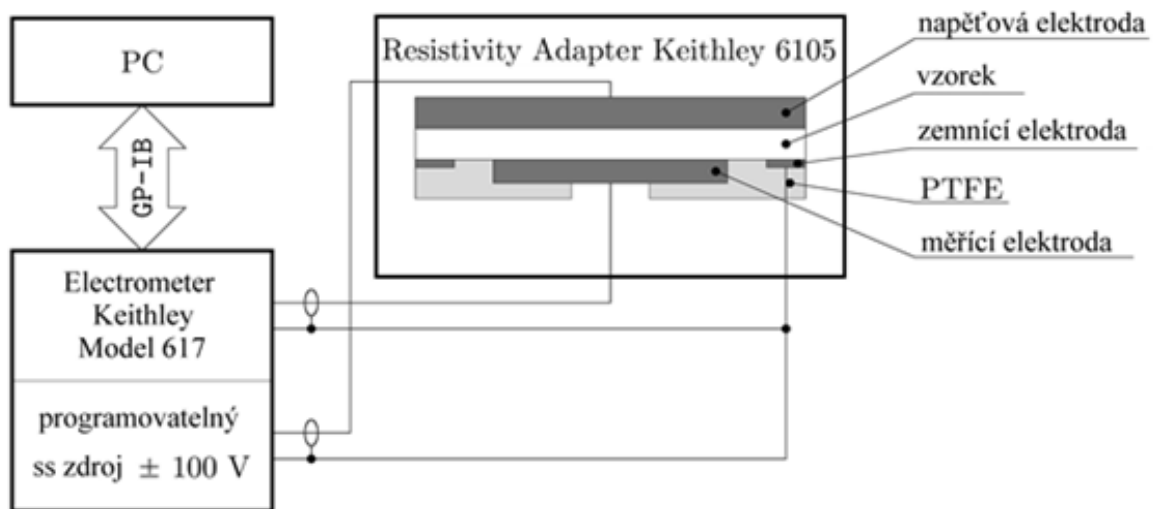 PC
GP-IB
Electrometer
Keithley
Model 617
programovatelný
ss zdroj ± 100 V
Resistivity Adapter Keithley 6105
napěťová elektroda
vzorek
zemnící elektroda
PTFE
měřící elektroda